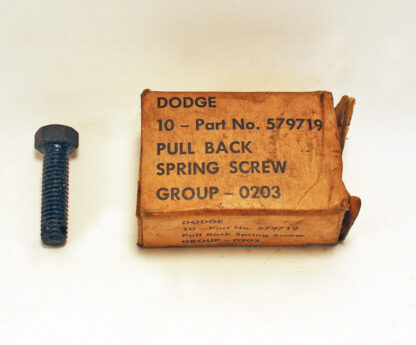 DODGE
10 – Part No. 579719
PULL BACK
SPRING SCREW
GROUP – 0203
DODGE
10 – Part No. 579719
Pull Back Spring Screw
GROUP – 0203